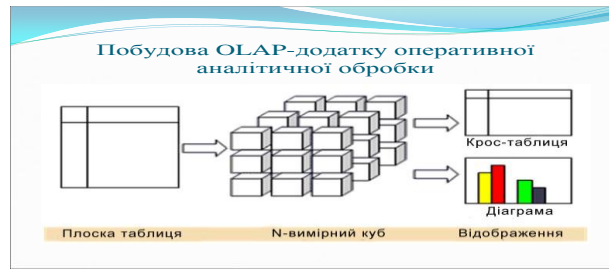 Побудова OLAP-додатку оперативної
аналітичної обробки
Крос-таблиця
Діаграма
Плоска таблиця
N-вимірний куб
Відображення